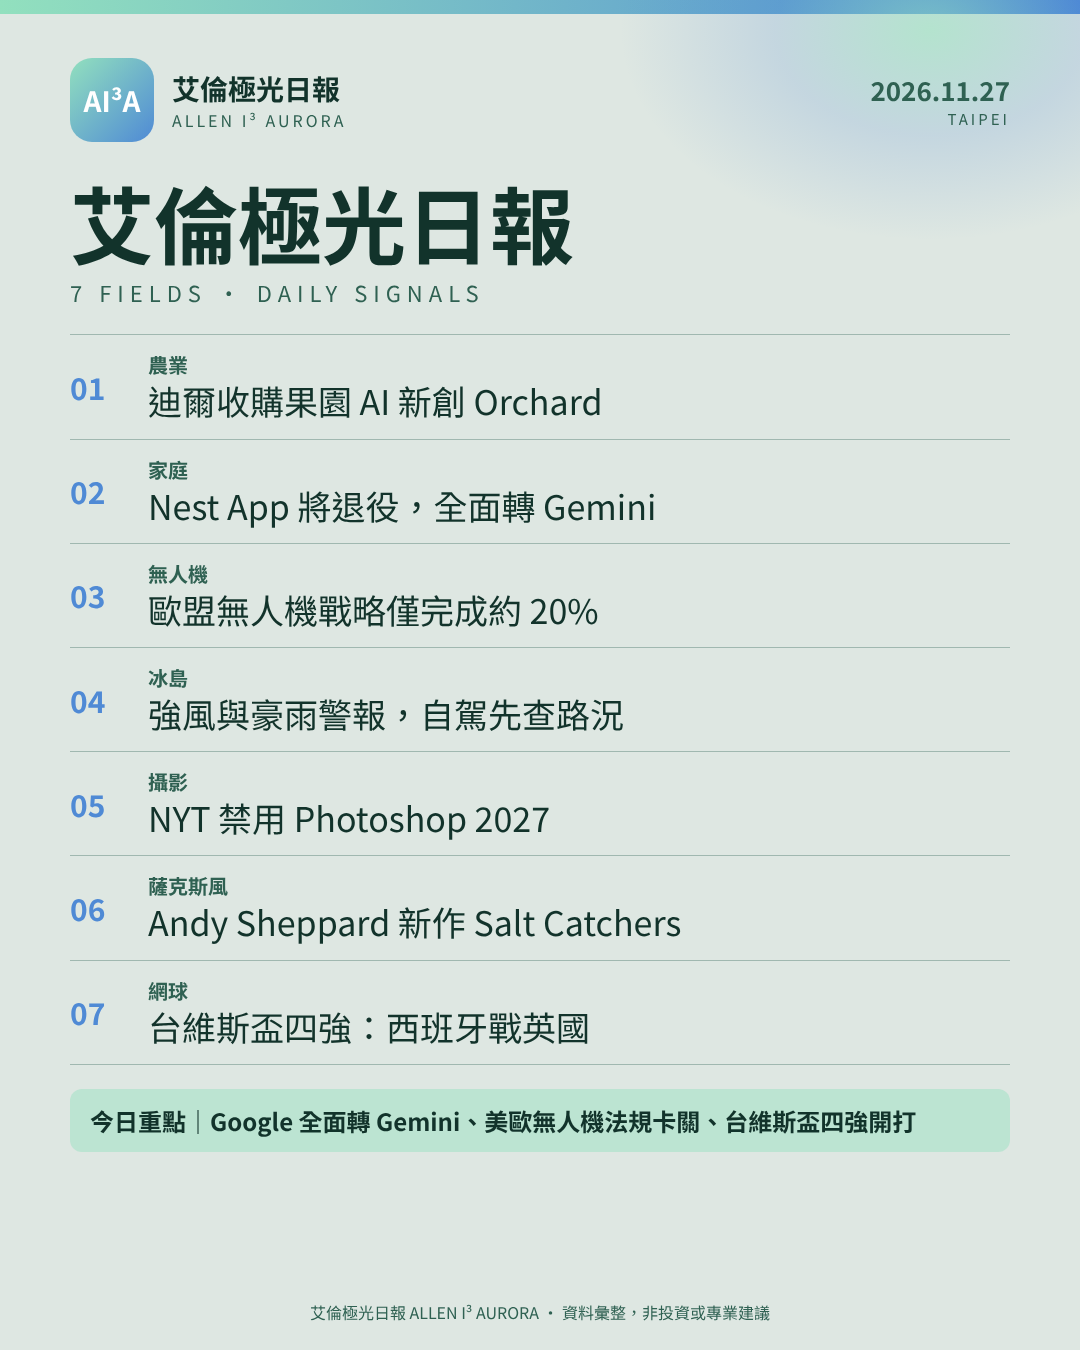 AI³A
艾倫極光日報
ALLEN I³ AURORA
2026.11.27
TAIPEI
艾倫極光日報
7 FIELDS · DAILY SIGNALS
01
農業
迪爾收購果園 AI 新創 Orchard
02
家庭
Nest App 將退役，全面轉 Gemini
03
無人機
歐盟無人機戰略僅完成約 20%
04
冰島
強風與豪雨警報，自駕先查路況
05
攝影
NYT 禁用 Photoshop 2027
06
薩克斯風
Andy Sheppard 新作 Salt Catchers
07
網球
台維斯盃四強：西班牙戰英國
今日重點｜Google 全面轉 Gemini、美歐無人機法規卡關、台維斯盃四強開打
艾倫極光日報 ALLEN I³ AURORA · 資料彙整，非投資或專業建議